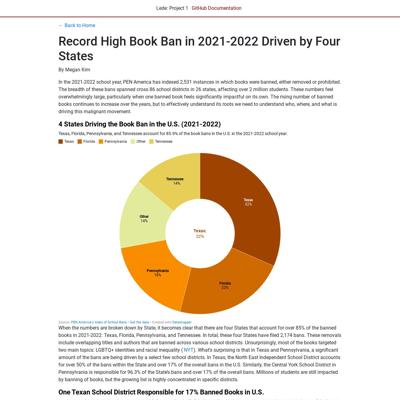 Lede: Project 1 GitHub Documentation
← Back to Home
Record High Book Ban in 2021-2022 Driven by Four
States
By Megan Kim
In the 2021-2022 school year, PEN America has indexed 2,531 instances in which books were banned, either removed or prohibited.
The breadth of these bans spanned cross 86 school districts in 26 states, affecting over 2 million students. These numbers feel
overwhelmingly large, particularly when one banned book feels significantly impactful on its own. The rising number of banned
books continues to increase over the years, but to effectively understand its roots we need to understand who, where, and what is
driving this malignant movement.
4 States Driving the Book Ban in the U.S. (2021-2022)
Texas, Florida, Pennsylvania, and Tennessee account for 85.9% of the book bans in the U.S. in the 2021-2022 school year.
Texas Florida Pennsylvania Other Tennessee
Tennessee
14%
Texas
32%
Other
14%
Texas
32%
Pennsylvania
18%
Florida
22%
Source: PEN America's Index of School Bans • Get the data • Created with Datawrapper
When the numbers are broken down by State, it becomes clear that there are four States that account for over 85% of the banned
books in 2021-2022: Texas, Florida, Pennsylvania, and Tennessee. In total, these four States have filed 2,174 bans. These removals
include overlapping titles and authors that are banned across various school districts. Unsurprisingly, most of the books targeted
two main topics: LGBTQ+ identities and racial inequality ( NYT). What's surprising is that in Texas and Pennsylvania, a significant
amount of the bans are being driven by a select few school districts. In Texas, the North East Independent School District accounts
for over 50% of the bans within the State and over 17% of the overall bans in the U.S. Similarly, the Central York School District in
Pennsylvania is responsible for 96.3% of the State's bans and over 17% of the overall bans. Millions of students are still impacted
by banning of books, but the growing list is highly concentrated in specific districts.
One Texan School District Responsible for 17% Banned Books in U.S.